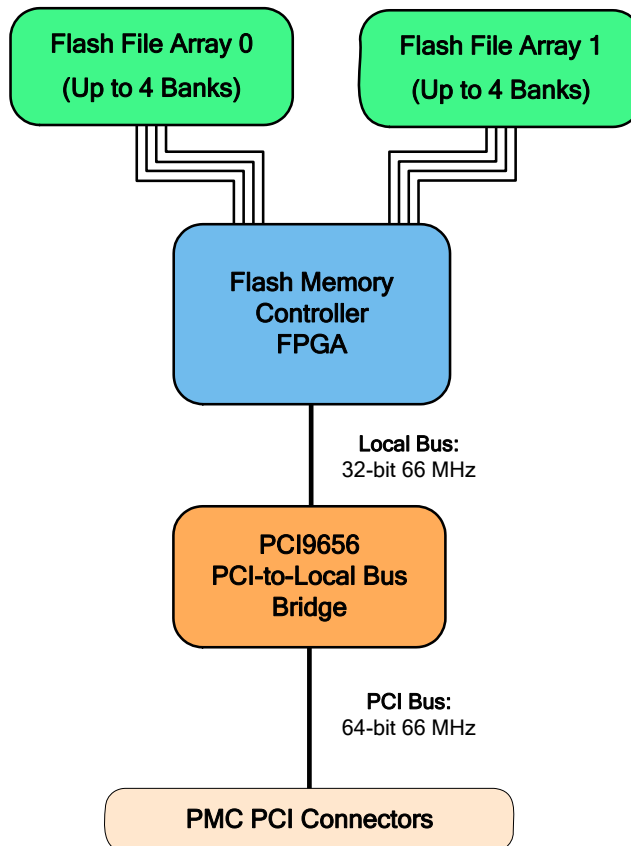 Flash File Array 0
(Up to 4 Banks)
Flash File Array 1
(Up to 4 Banks)
Flash Memory
Controller
FPGA
Local Bus:
32-bit 66 MHz
PCI9656
PCI-to-Local Bus
Bridge
PCI Bus:
64-bit 66 MHz
PMC PCI Connectors